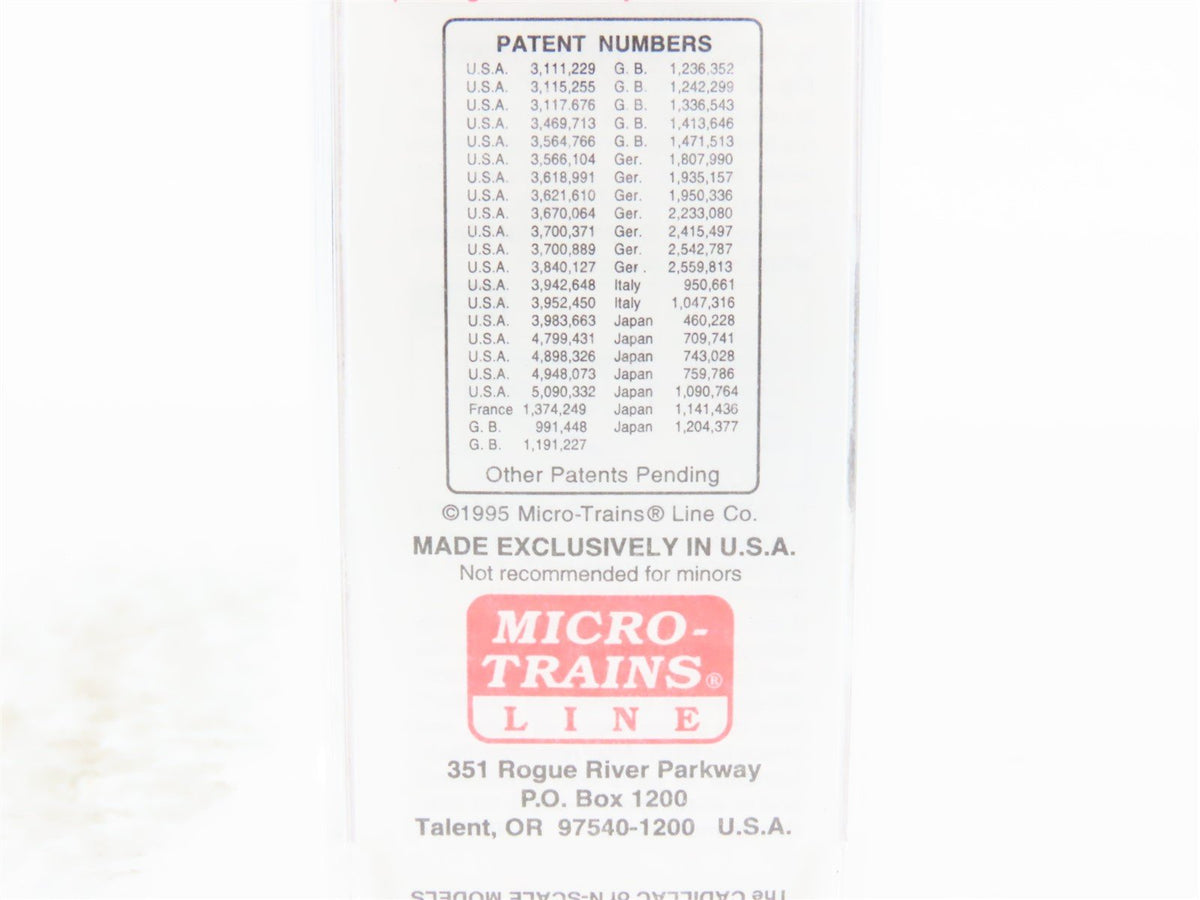 PATENT NUMBERS
U.S.A. 3,111,229 G. B. 1,236,352
U.S.A. 3,115,255 G. B. 1,242,299
U.S.A. 3,117.676 G. B. 1,336,543
U.S.A. 3,469,713 G. B. 1,413,646
U.S.A. 3,564,766 G. B. 1,471,513
U.S.A. 3,566,104 Ger. 1,807,990
U.S.A. 3,618,991 Ger. 1,935,157
U.S.A. 3,621,610 Ger. 1,950,336
U.S.A. 3,670,064 Ger. 2,233,080
U.S.A. 3,700,371 Ger. 2,415,497
U.S.A. 3,700,889 Ger. 2,542,787
U.S.A. 3,840,127 Ger . 2,559,813
U.S.A. 3,942,648 Italy 950,661
U.S.A. 3,952,450 Italy 1,047,316
U.S.A. 3,983,663 Japan 460,228
U.S.A. 4,799,431 Japan 709,741
U.S.A. 4,898,326 Japan 743,028
U.S.A. 4,948,073 Japan 759,786
U.S.A. 5,090,332 Japan 1,090,764
France 1,374,249 Japan 1,141,436
G. B. 991,448 Japan 1,204,377
G. B. 1,191,227
Other Patents Pending
©1995 Micro-Trains® Line Co.
MADE EXCLUSIVELY IN U.S.A.
Not recommended for minors
MICRO-
TRAINS®
LINE
351 Rogue River Parkway
P.O. Box 1200
Talent, OR 97540-1200 U.S.A.
The CADILLAC of N-SCALE MODELS